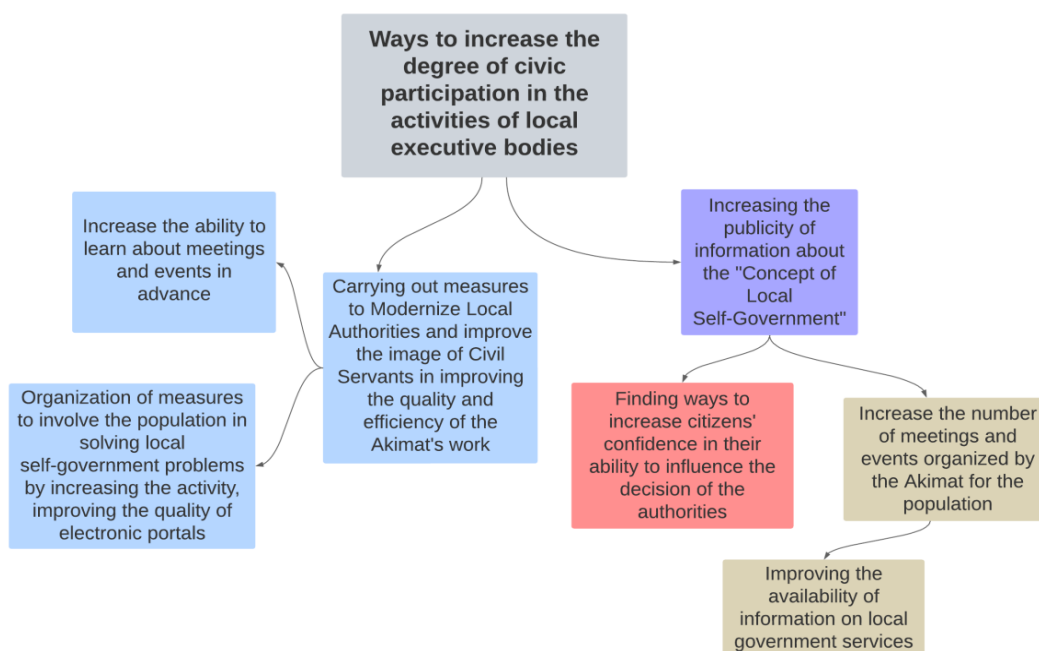 Ways to increase the
degree of civic
participation in the
activities of local
executive bodies
Increase the ability to
learn about meetings
and events in
advance
Carrying out measures
to Modernize Local
Authorities and improve
the image of Civil
Servants in improving
the quality and
efficiency of the
Akimat's work
Organization of measures
to involve the population in
solving local
self-government problems
by increasing the activity,
improving the quality of
electronic portals
Increasing the
publicity of
information about
the "Concept of
Local
Self-Government"
Finding ways to
increase citizens'
confidence in their
ability to influence the
decision of the
authorities
Increase the number
of meetings and
events organized by
the Akimat for the
population
Improving the
availability of
information on local
government services